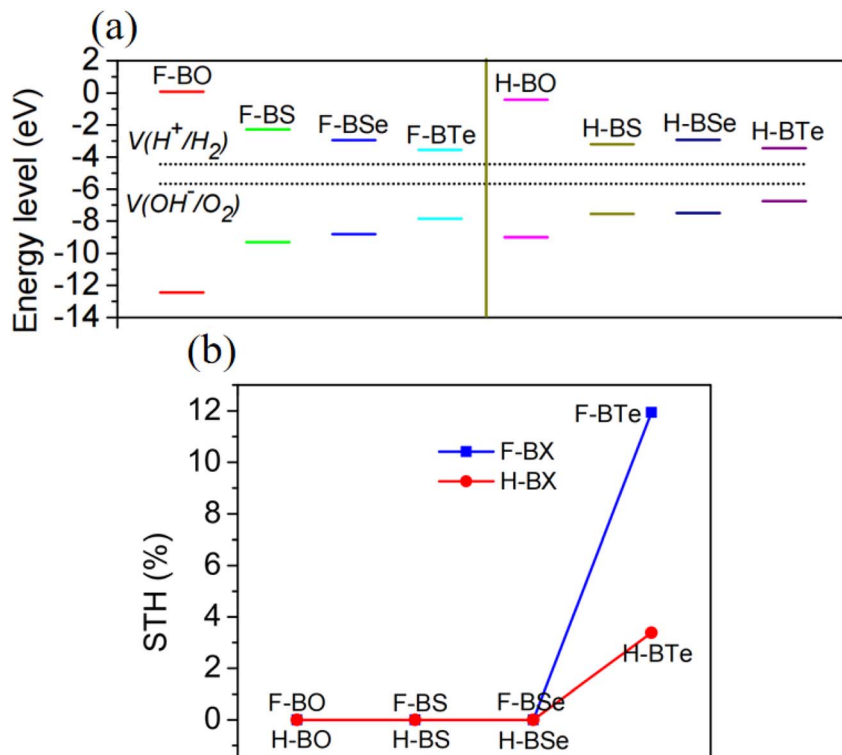 (a)
Energy level (eV)
2
0
-2
-4
-6
-8
-10
-12
-14
F-BO
F-BS
F-BSe
F-BTe
H-BO
H-BS
H-BSe
H-BTe
V(H⁺/H₂)
V(OH⁻/O₂)
(b)
STH (%)
12
10
8
6
4
2
0
F-BX
H-BX
F-BTe
H-BTe
F-BO
F-BS
F-BSe
H-BO
H-BS
H-BSe